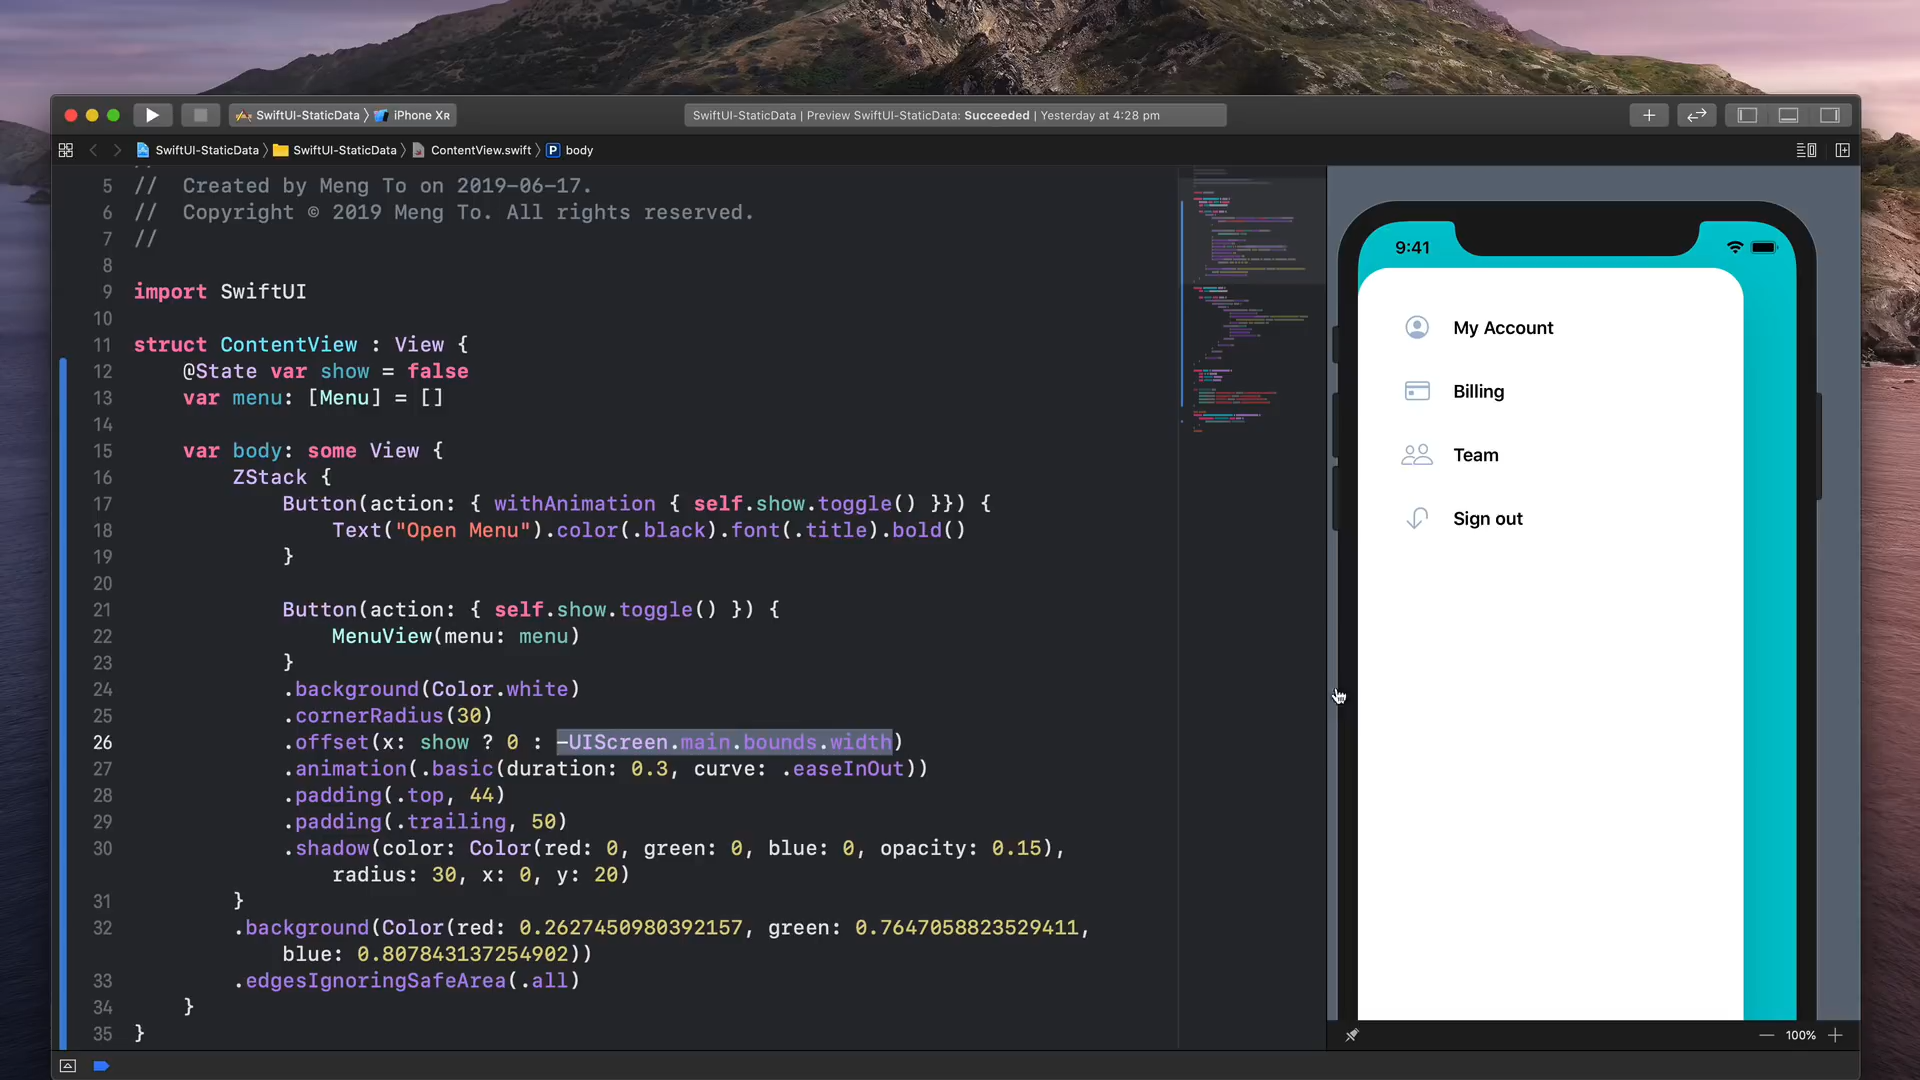 SwiftUI-StaticData iPhone XR
SwiftUI-StaticData | Preview SwiftUI-StaticData: Succeeded | Yesterday at 4:28 pm
SwiftUI-StaticData SwiftUI-StaticData ContentView.swift P body
5 // Created by Meng To on 2019-06-17.
6 // Copyright © 2019 Meng To. All rights reserved.
7 //
8
9 import SwiftUI
10
11 struct ContentView : View {
12 @State var show = false
13 var menu: [Menu] = []
14
15 var body: some View {
16 ZStack {
17 Button(action: { withAnimation { self.show.toggle() }}) {
18 Text("Open Menu").color(.black).font(.title).bold()
19 }
20
21 Button(action: { self.show.toggle() }) {
22 MenuView(menu: menu)
23 }
24 .background(Color.white)
25 .cornerRadius(30)
26 .offset(x: show ? 0 : -UIScreen.main.bounds.width)
27 .animation(.basic(duration: 0.3, curve: .easeInOut))
28 .padding(.top, 44)
29 .padding(.trailing, 50)
30 .shadow(color: Color(red: 0, green: 0, blue: 0, opacity: 0.15),
radius: 30, x: 0, y: 20)
31 }
32 .background(Color(red: 0.2627450980392157, green: 0.7647058823529411,
blue: 0.807843137254902))
33 .edgesIgnoringSafeArea(.all)
34 }
35 }
9:41
My Account
Billing
Team
Sign out
100%